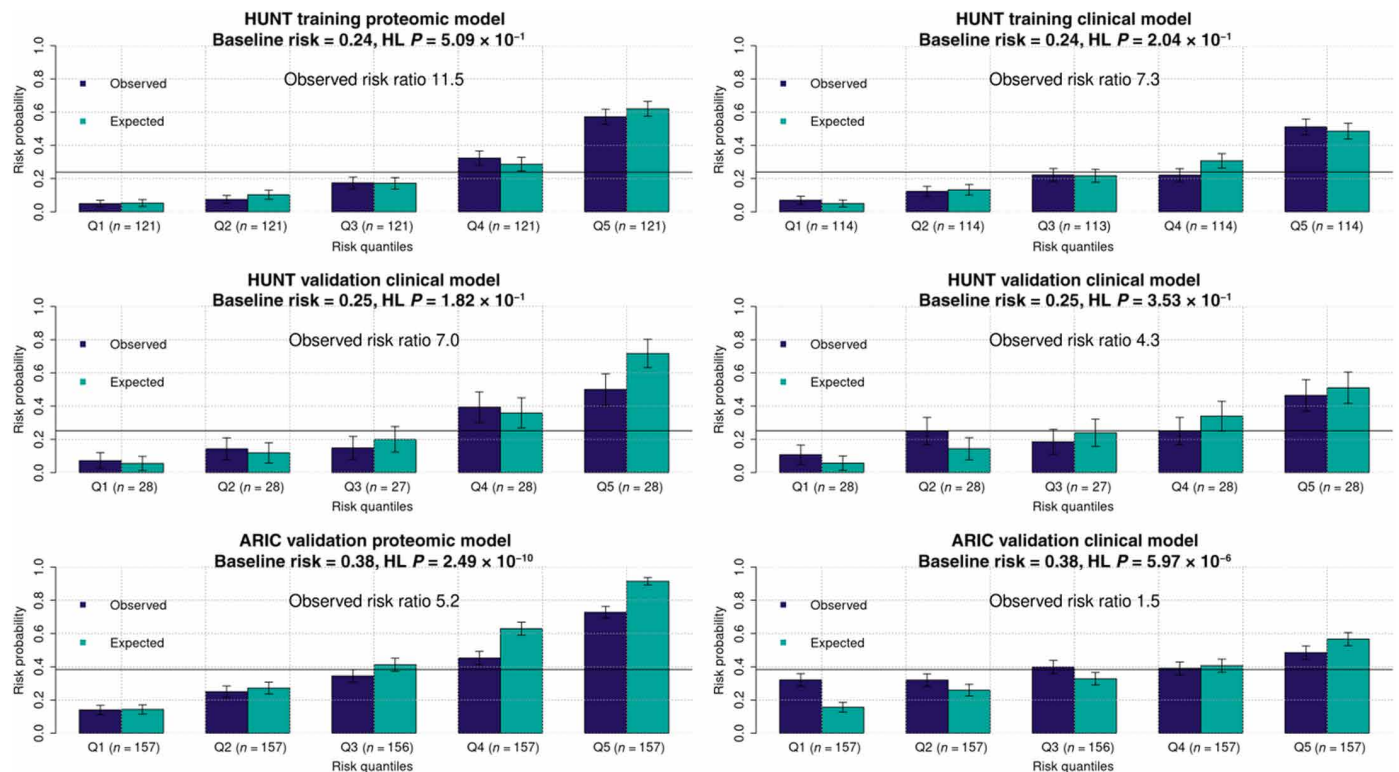 HUNT training proteomic model
Baseline risk = 0.24, HL P = 5.09 × 10⁻¹
Observed risk ratio 11.5
Observed
Expected
Risk probability
0.0 0.2 0.4 0.6 0.8 1.0
Q1 (n = 121) Q2 (n = 121) Q3 (n = 121) Q4 (n = 121) Q5 (n = 121)
Risk quantiles
HUNT training clinical model
Baseline risk = 0.24, HL P = 2.04 × 10⁻¹
Observed risk ratio 7.3
Observed
Expected
Risk probability
0.0 0.2 0.4 0.6 0.8 1.0
Q1 (n = 114) Q2 (n = 114) Q3 (n = 113) Q4 (n = 114) Q5 (n = 114)
Risk quantiles
HUNT validation clinical model
Baseline risk = 0.25, HL P = 1.82 × 10⁻¹
Observed risk ratio 7.0
Observed
Expected
Risk probability
0.0 0.2 0.4 0.6 0.8 1.0
Q1 (n = 28) Q2 (n = 28) Q3 (n = 27) Q4 (n = 28) Q5 (n = 28)
Risk quantiles
HUNT validation clinical model
Baseline risk = 0.25, HL P = 3.53 × 10⁻¹
Observed risk ratio 4.3
Observed
Expected
Risk probability
0.0 0.2 0.4 0.6 0.8 1.0
Q1 (n = 28) Q2 (n = 28) Q3 (n = 27) Q4 (n = 28) Q5 (n = 28)
Risk quantiles
ARIC validation proteomic model
Baseline risk = 0.38, HL P = 2.49 × 10⁻¹⁰
Observed risk ratio 5.2
Observed
Expected
Risk probability
0.0 0.2 0.4 0.6 0.8 1.0
Q1 (n = 157) Q2 (n = 157) Q3 (n = 156) Q4 (n = 157) Q5 (n = 157)
Risk quantiles
ARIC validation clinical model
Baseline risk = 0.38, HL P = 5.97 × 10⁻⁶
Observed risk ratio 1.5
Observed
Expected
Risk probability
0.0 0.2 0.4 0.6 0.8 1.0
Q1 (n = 157) Q2 (n = 157) Q3 (n = 156) Q4 (n = 157) Q5 (n = 157)
Risk quantiles